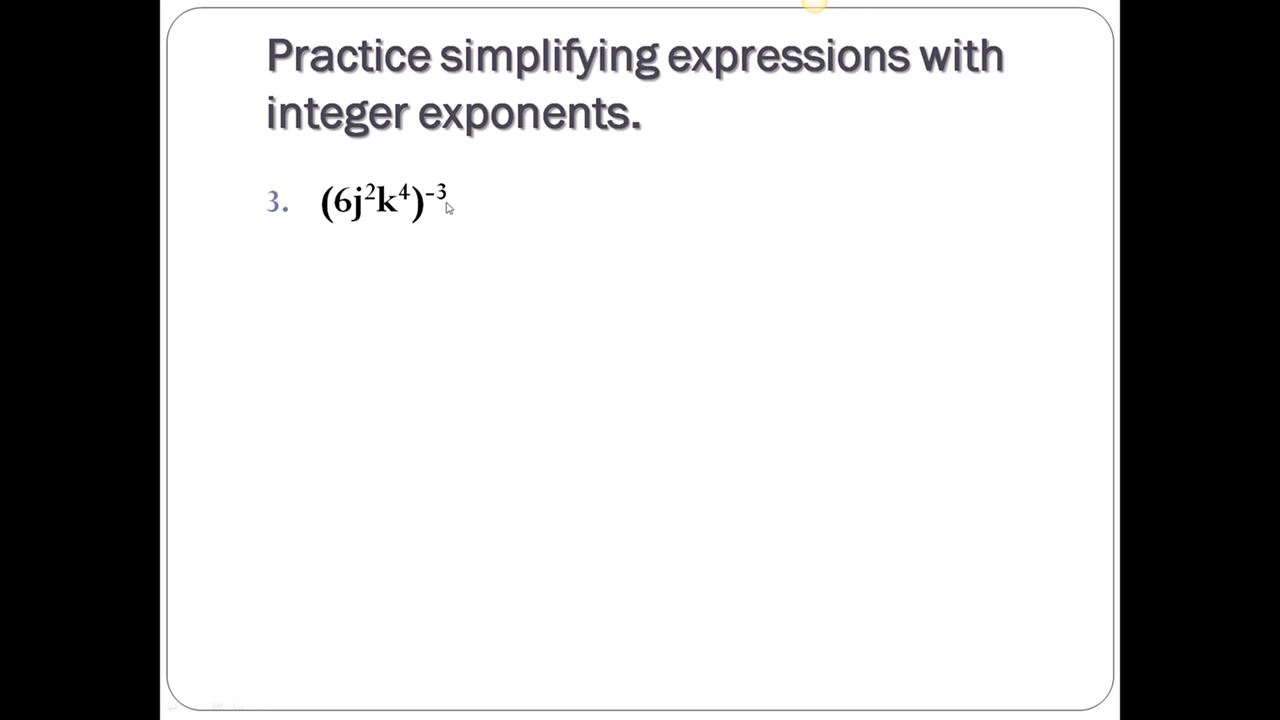 Practice simplifying expressions with
integer exponents.
3. (6j²k⁴)⁻³